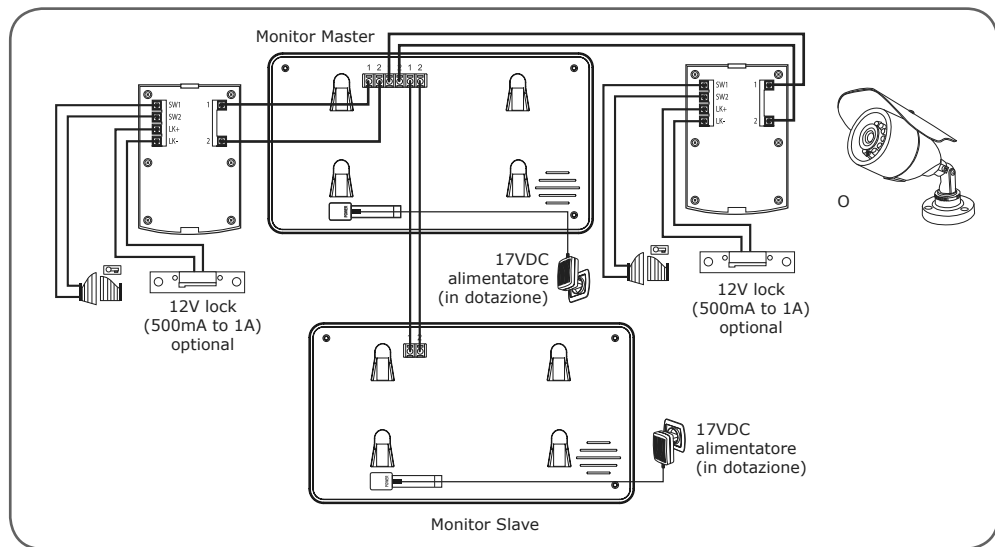 Monitor Master
1 2 2 1 2
SW1
SW2
LK+
LK-
1
2
POWER
12V lock
(500mA to 1A)
optional
17VDC
alimentatore
(in dotazione)
SW1
SW2
LK+
LK-
1
2
12V lock
(500mA to 1A)
optional
O
POWER
17VDC
alimentatore
(in dotazione)
Monitor Slave